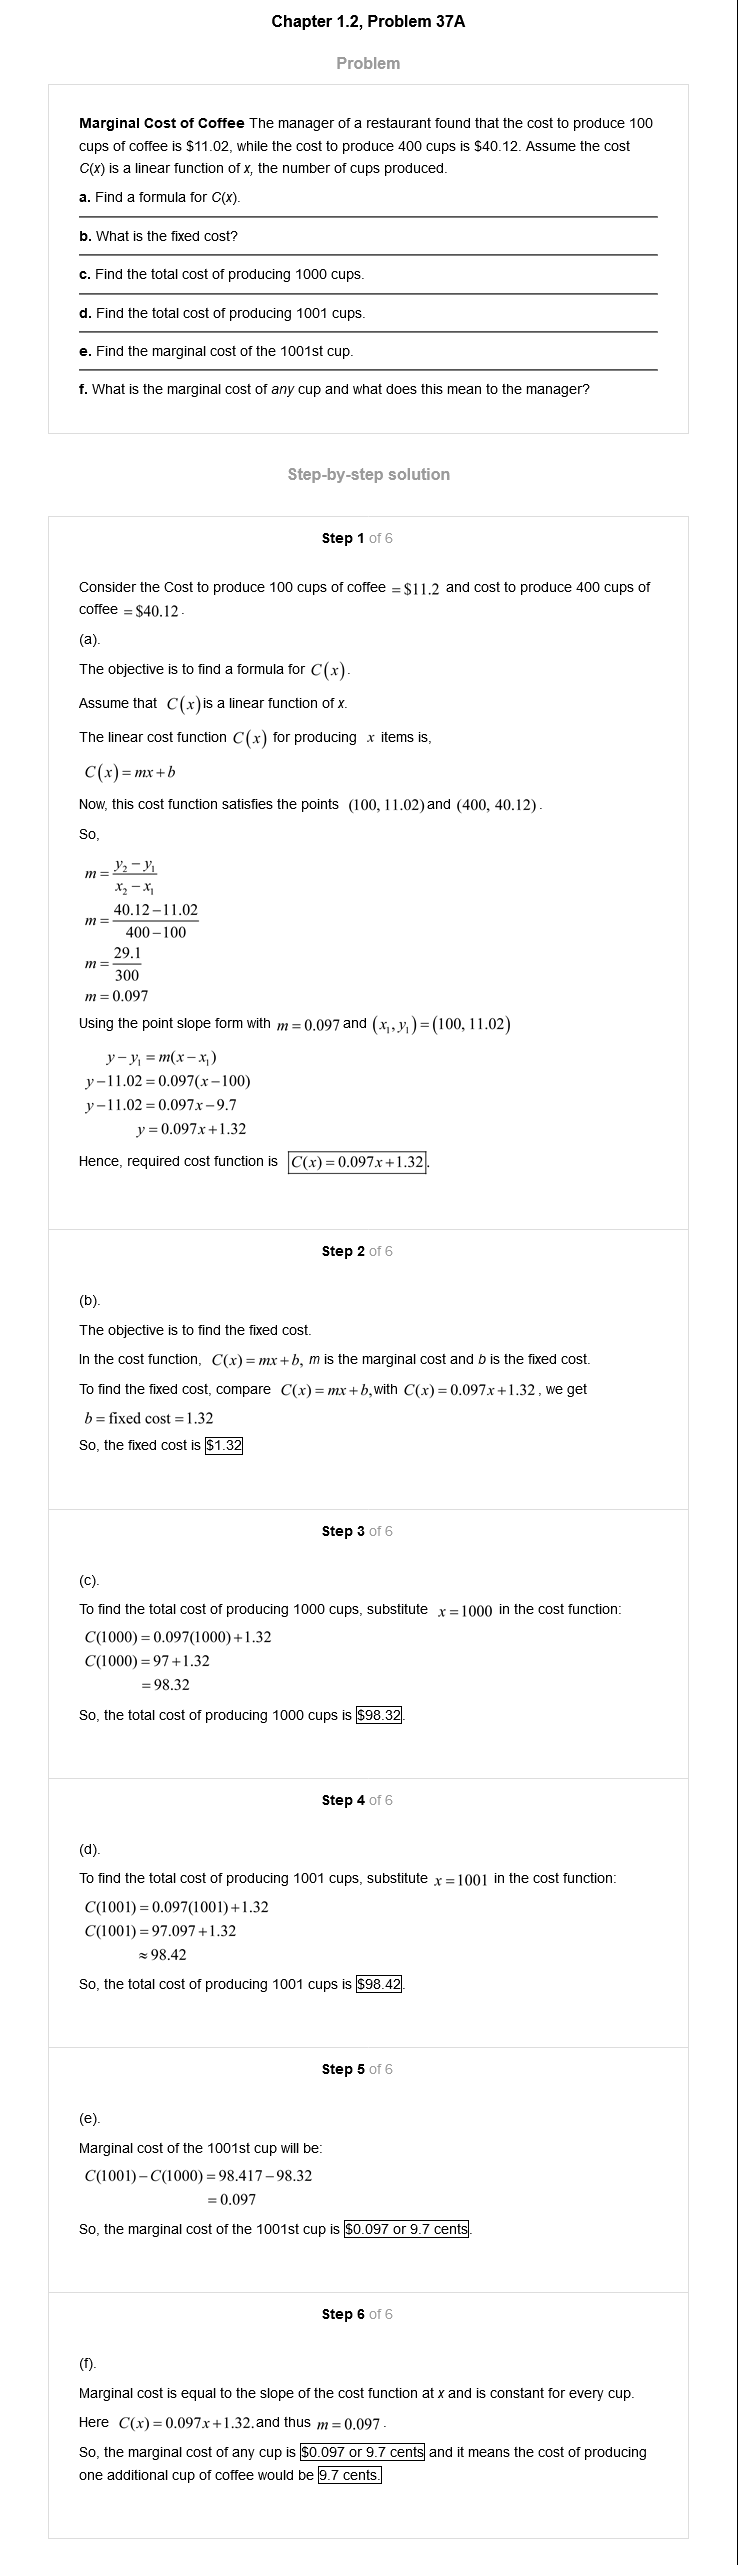 Chapter 1.2, Problem 37A
Problem
Marginal Cost of Coffee The manager of a restaurant found that the cost to produce 100
cups of coffee is $11.02, while the cost to produce 400 cups is $40.12. Assume the cost
C(x) is a linear function of x, the number of cups produced.
a. Find a formula for C(x).
b. What is the fixed cost?
c. Find the total cost of producing 1000 cups.
d. Find the total cost of producing 1001 cups.
e. Find the marginal cost of the 1001st cup.
f. What is the marginal cost of any cup and what does this mean to the manager?
Step-by-step solution
Step 1 of 6
Consider the Cost to produce 100 cups of coffee = $11.2 and cost to produce 400 cups of
coffee = $40.12 .
(a).
The objective is to find a formula for C(x).
Assume that C(x) is a linear function of x.
The linear cost function C(x) for producing x items is,
C(x) = mx + b
Now, this cost function satisfies the points (100, 11.02) and (400, 40.12) .
So,
m = (y₂ − y₁)/(x₂ − x₁)
m = (40.12 − 11.02)/(400 − 100)
m = 29.1/300
m = 0.097
Using the point slope form with m = 0.097 and (x₁, y₁) = (100, 11.02)
y − y₁ = m(x − x₁)
y − 11.02 = 0.097(x − 100)
y − 11.02 = 0.097x − 9.7
y = 0.097x + 1.32
Hence, required cost function is C(x) = 0.097x + 1.32.
Step 2 of 6
(b).
The objective is to find the fixed cost.
In the cost function, C(x) = mx + b, m is the marginal cost and b is the fixed cost.
To find the fixed cost, compare C(x) = mx + b, with C(x) = 0.097x + 1.32 , we get
b = fixed cost = 1.32
So, the fixed cost is $1.32
Step 3 of 6
(c).
To find the total cost of producing 1000 cups, substitute x = 1000 in the cost function:
C(1000) = 0.097(1000) + 1.32
C(1000) = 97 + 1.32
= 98.32
So, the total cost of producing 1000 cups is $98.32.
Step 4 of 6
(d).
To find the total cost of producing 1001 cups, substitute x = 1001 in the cost function:
C(1001) = 0.097(1001) + 1.32
C(1001) = 97.097 + 1.32
≈ 98.42
So, the total cost of producing 1001 cups is $98.42.
Step 5 of 6
(e).
Marginal cost of the 1001st cup will be:
C(1001) − C(1000) = 98.417 − 98.32
= 0.097
So, the marginal cost of the 1001st cup is $0.097 or 9.7 cents.
Step 6 of 6
(f).
Marginal cost is equal to the slope of the cost function at x and is constant for every cup.
Here C(x) = 0.097x + 1.32. and thus m = 0.097 .
So, the marginal cost of any cup is $0.097 or 9.7 cents and it means the cost of producing
one additional cup of coffee would be 9.7 cents.